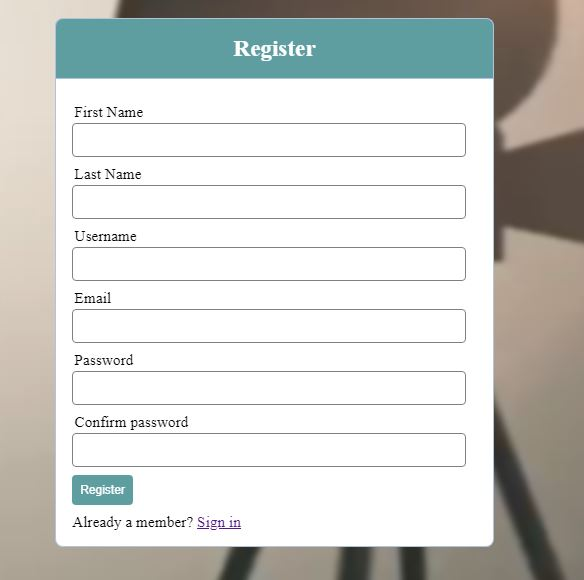 Register
First Name
Last Name
Username
Email
Password
Confirm password
Register
Already a member? Sign in